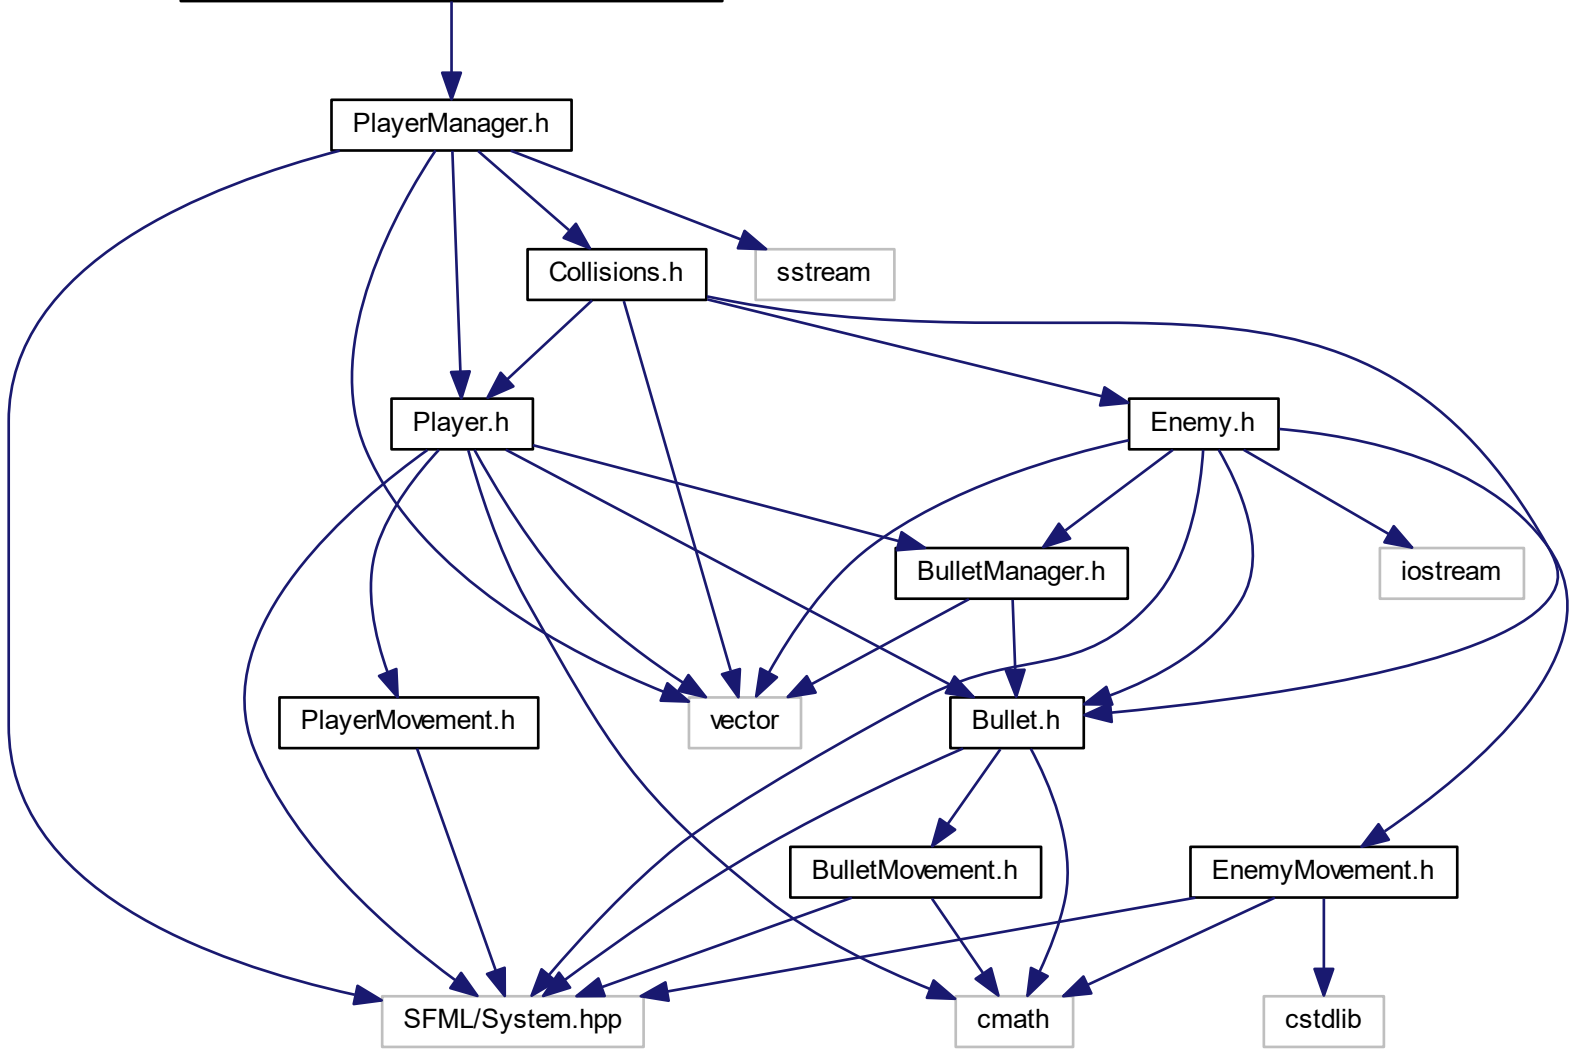 PlayerManager.h
Collisions.h
sstream
Player.h
Enemy.h
BulletManager.h
iostream
PlayerMovement.h
vector
Bullet.h
BulletMovement.h
EnemyMovement.h
SFML/System.hpp
cmath
cstdlib